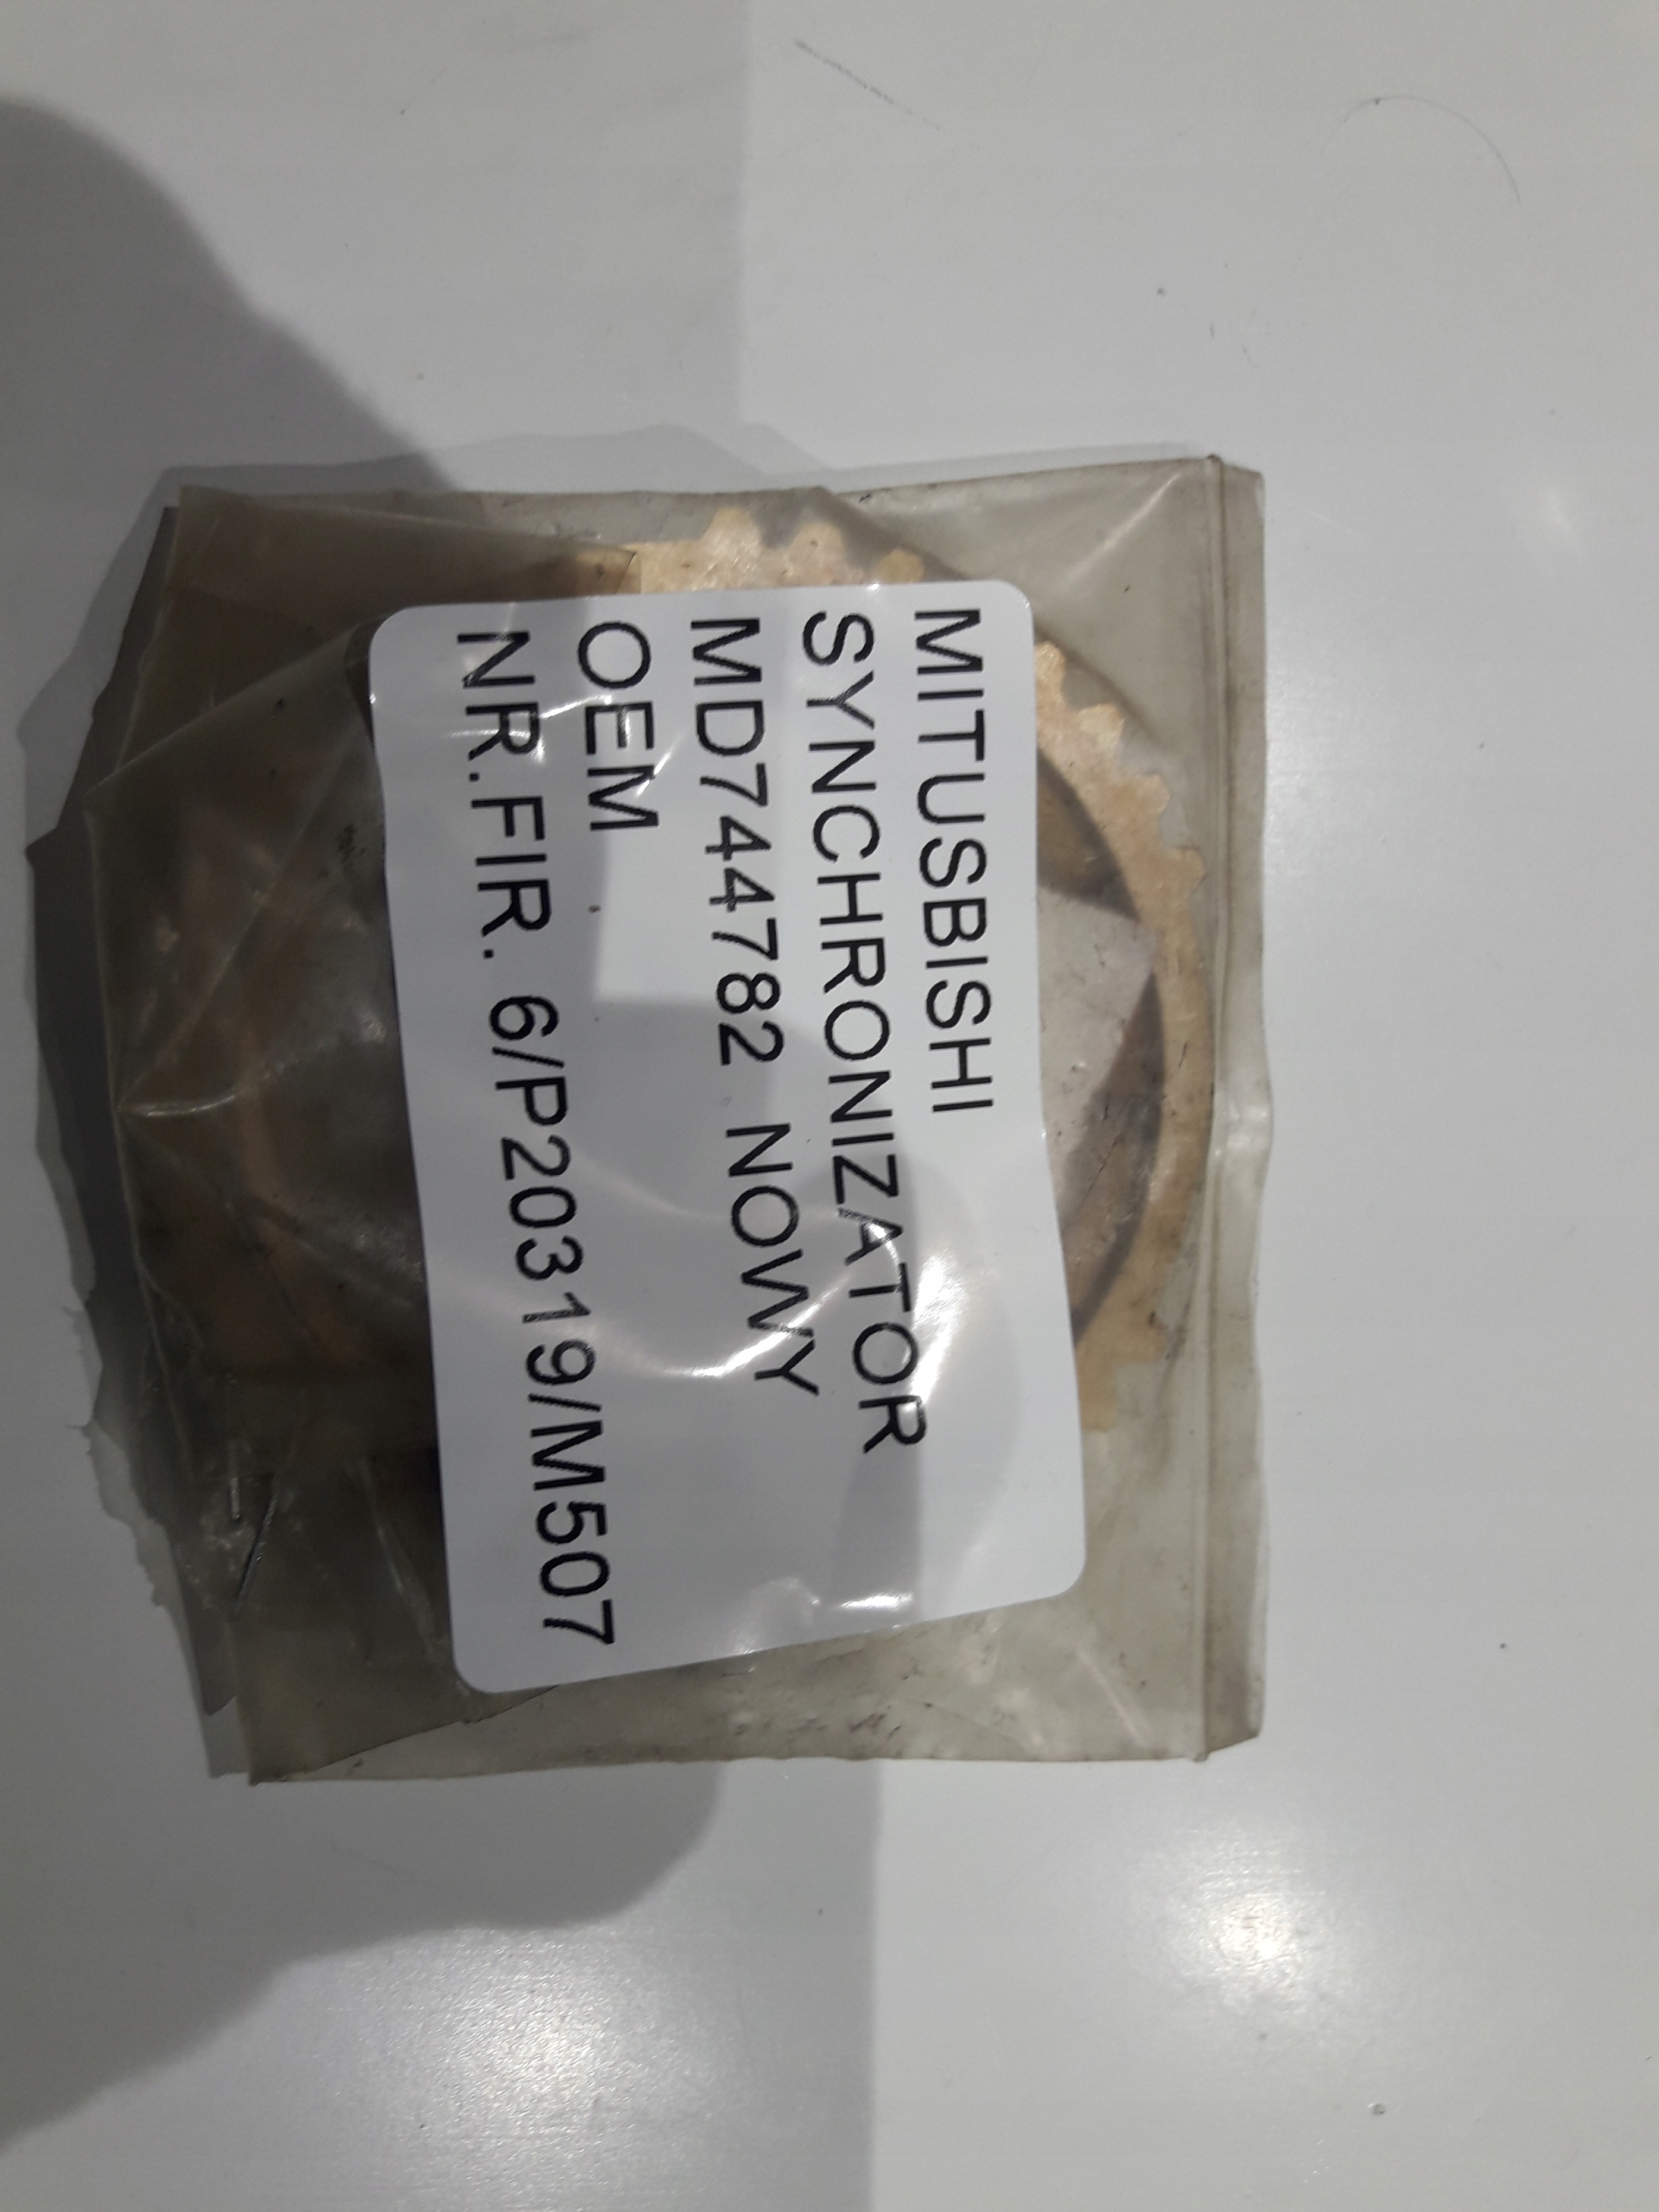 MITUSBISHI
SYNCHRONIZATOR
MD744782 NOWY
OEM
NR.FIR. 6/P20319/M507